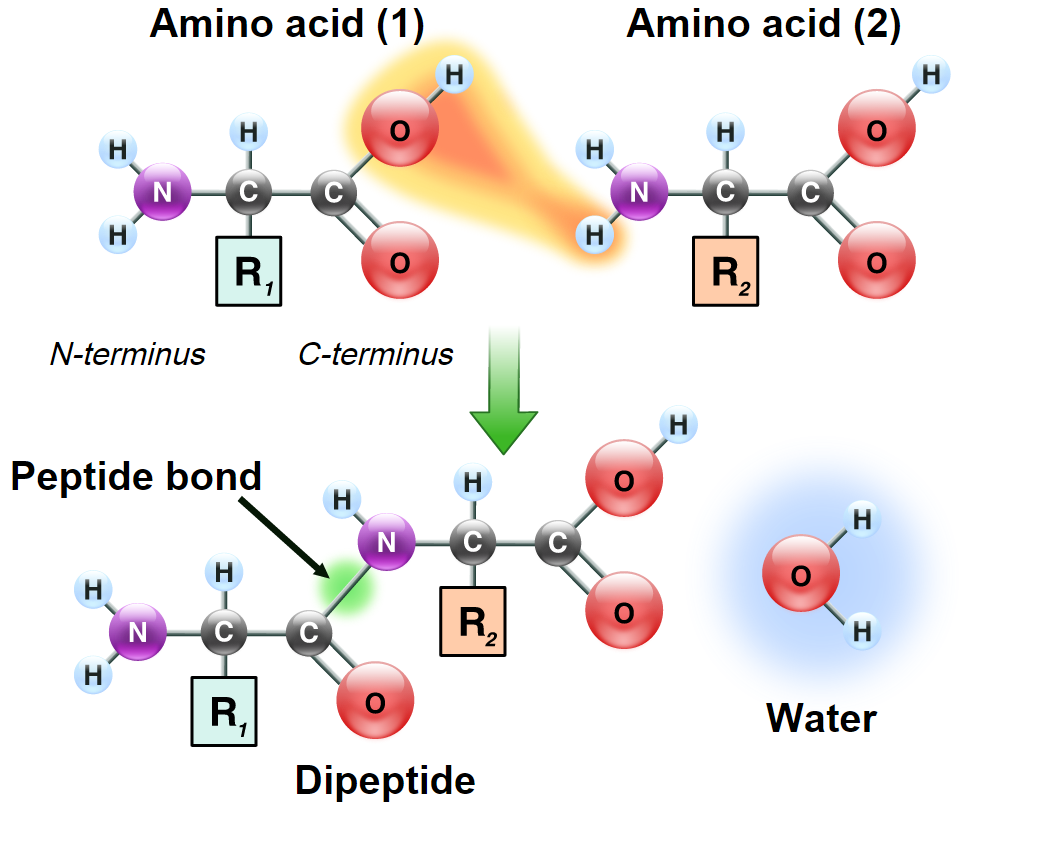 Amino acid (1) Amino acid (2)
H H
H H H H
O O
N C C N C C
H H
O O
R1 R2
N-terminus C-terminus
H
Peptide bond
H H O
H
N C C
O
H H H
R2 O
N C C
H H
R1 O
Water
Dipeptide